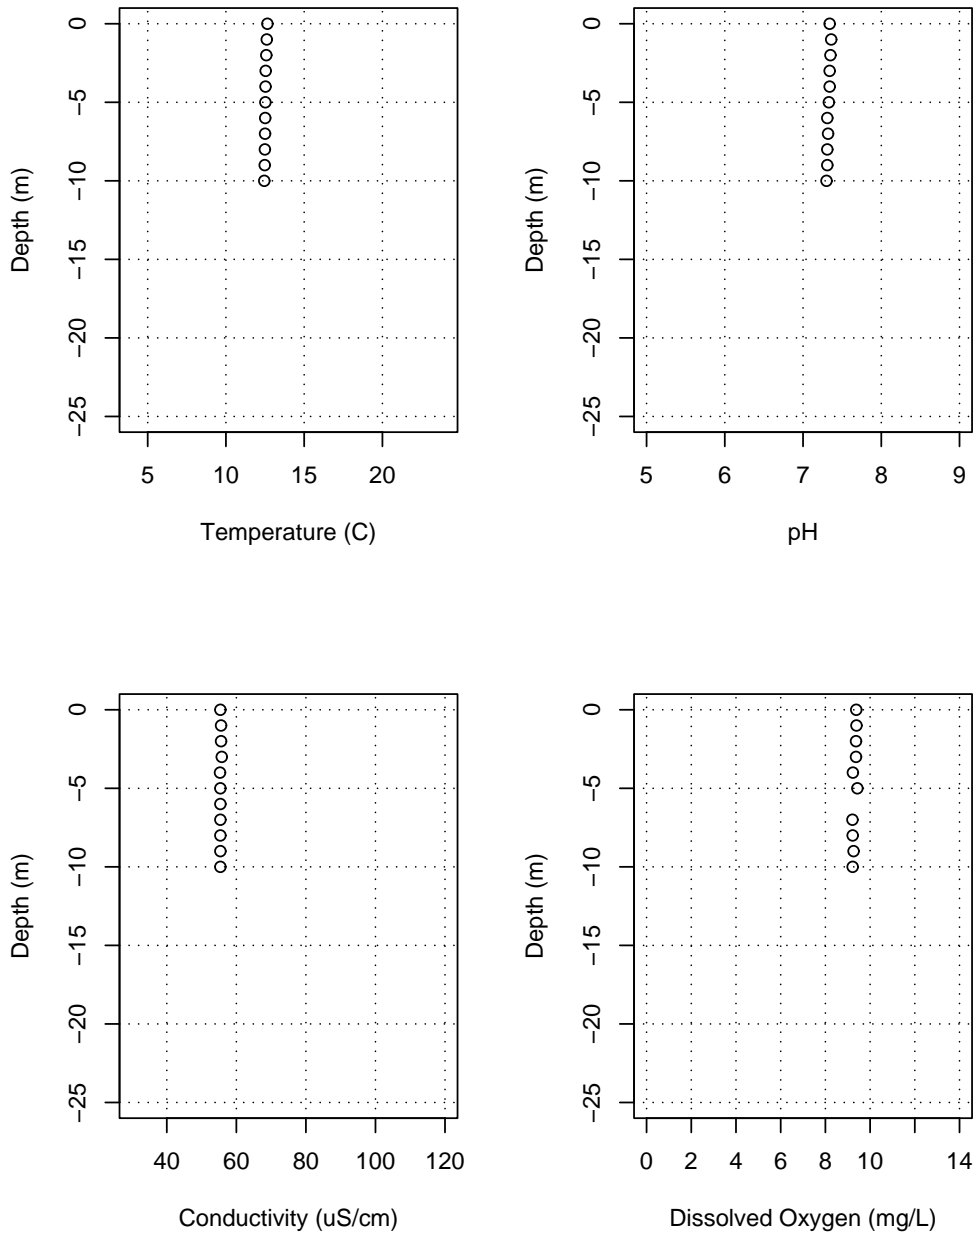 0
−5
−10
−15
−20
−25
Depth (m)
5 10 15 20
Temperature (C)
0
−5
−10
−15
−20
−25
Depth (m)
5 6 7 8 9
pH
0
−5
−10
−15
−20
−25
Depth (m)
40 60 80 100 120
Conductivity (uS/cm)
0
−5
−10
−15
−20
−25
Depth (m)
0 2 4 6 8 10 14
Dissolved Oxygen (mg/L)